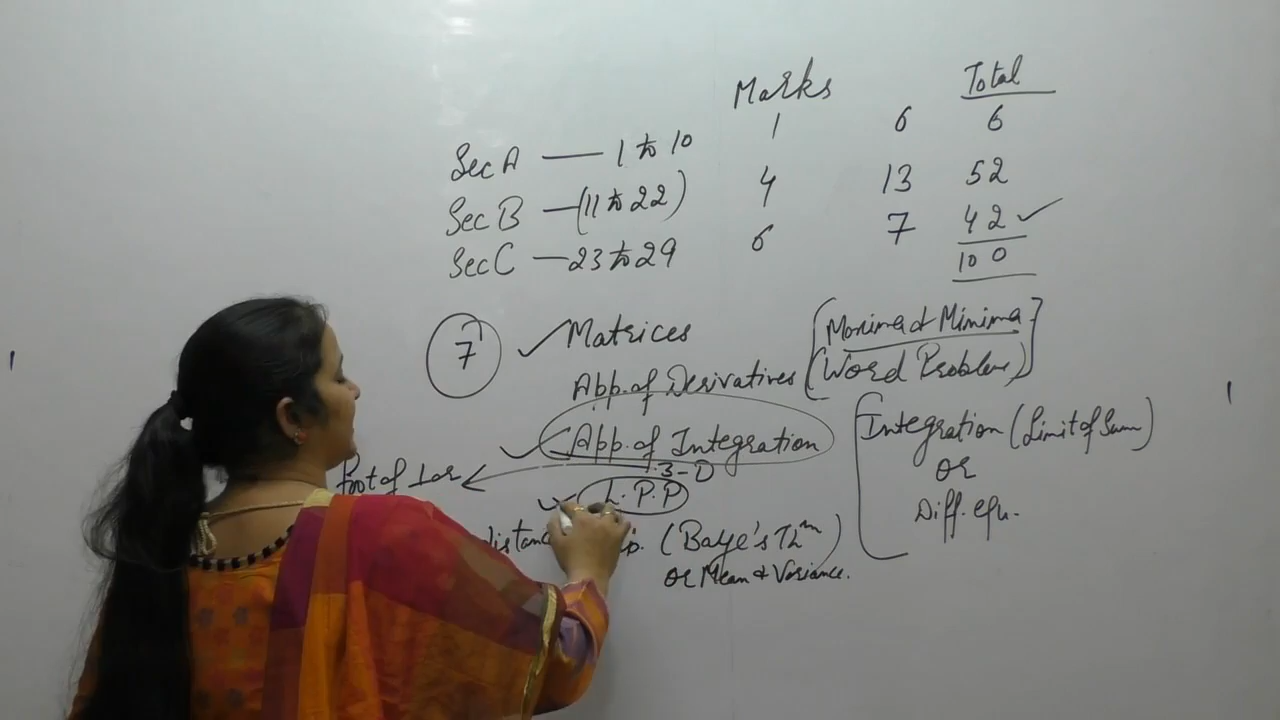 Marks Total
Sec A — 1 to 10 1 6 6
Sec B — (11 to 22) 4 13 52
Sec C — 23 to 29 6 7 42 ✓
100
7 ✓ Matrices
App. of Derivatives [Maxima & Minima
(Word Problem)]
✓ App. of Integration
3-D
Foot of Lar
✓ L.P.P
(Baye's Thm)
or Mean & Variance.
Integration (Limit of Sum)
or
Diff. eqn.